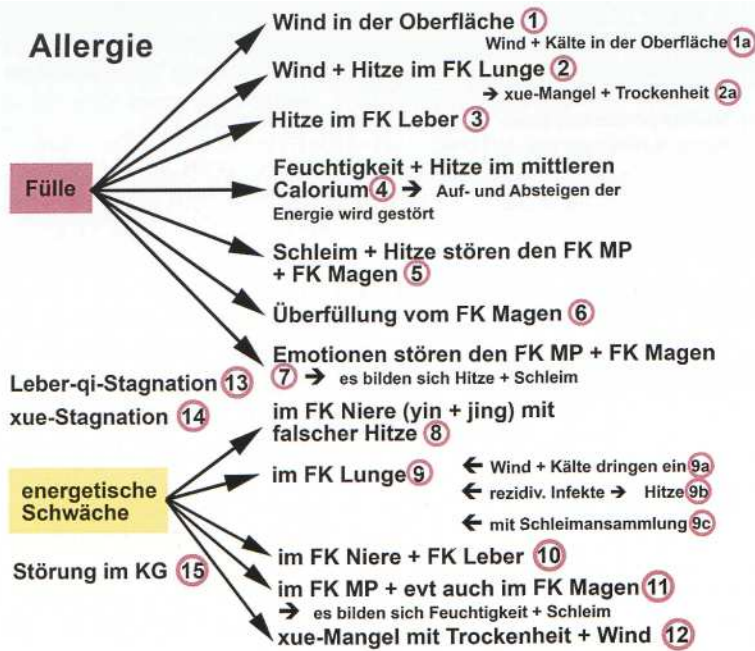 Allergie
Wind in der Oberfläche 1
Wind + Kälte in der Oberfläche 1a
Wind + Hitze im FK Lunge 2
➔ xue-Mangel + Trockenheit 2a
Hitze im FK Leber 3
Fülle
Feuchtigkeit + Hitze im mittleren
Calorium 4 ➔ Auf- und Absteigen der
Energie wird gestört
Schleim + Hitze stören den FK MP
+ FK Magen 5
Überfüllung vom FK Magen 6
Emotionen stören den FK MP + FK Magen
7 ➔ es bilden sich Hitze + Schleim
Leber-qi-Stagnation 13
xue-Stagnation 14
im FK Niere (yin + jing) mit
falscher Hitze 8
energetische
Schwäche
im FK Lunge 9
← Wind + Kälte dringen ein 9a
← rezidiv. Infekte ➔ Hitze 9b
← mit Schleimansammlung 9c
Störung im KG 15
im FK Niere + FK Leber 10
im FK MP + evt auch im FK Magen 11
➔ es bilden sich Feuchtigkeit + Schleim
xue-Mangel mit Trockenheit + Wind 12